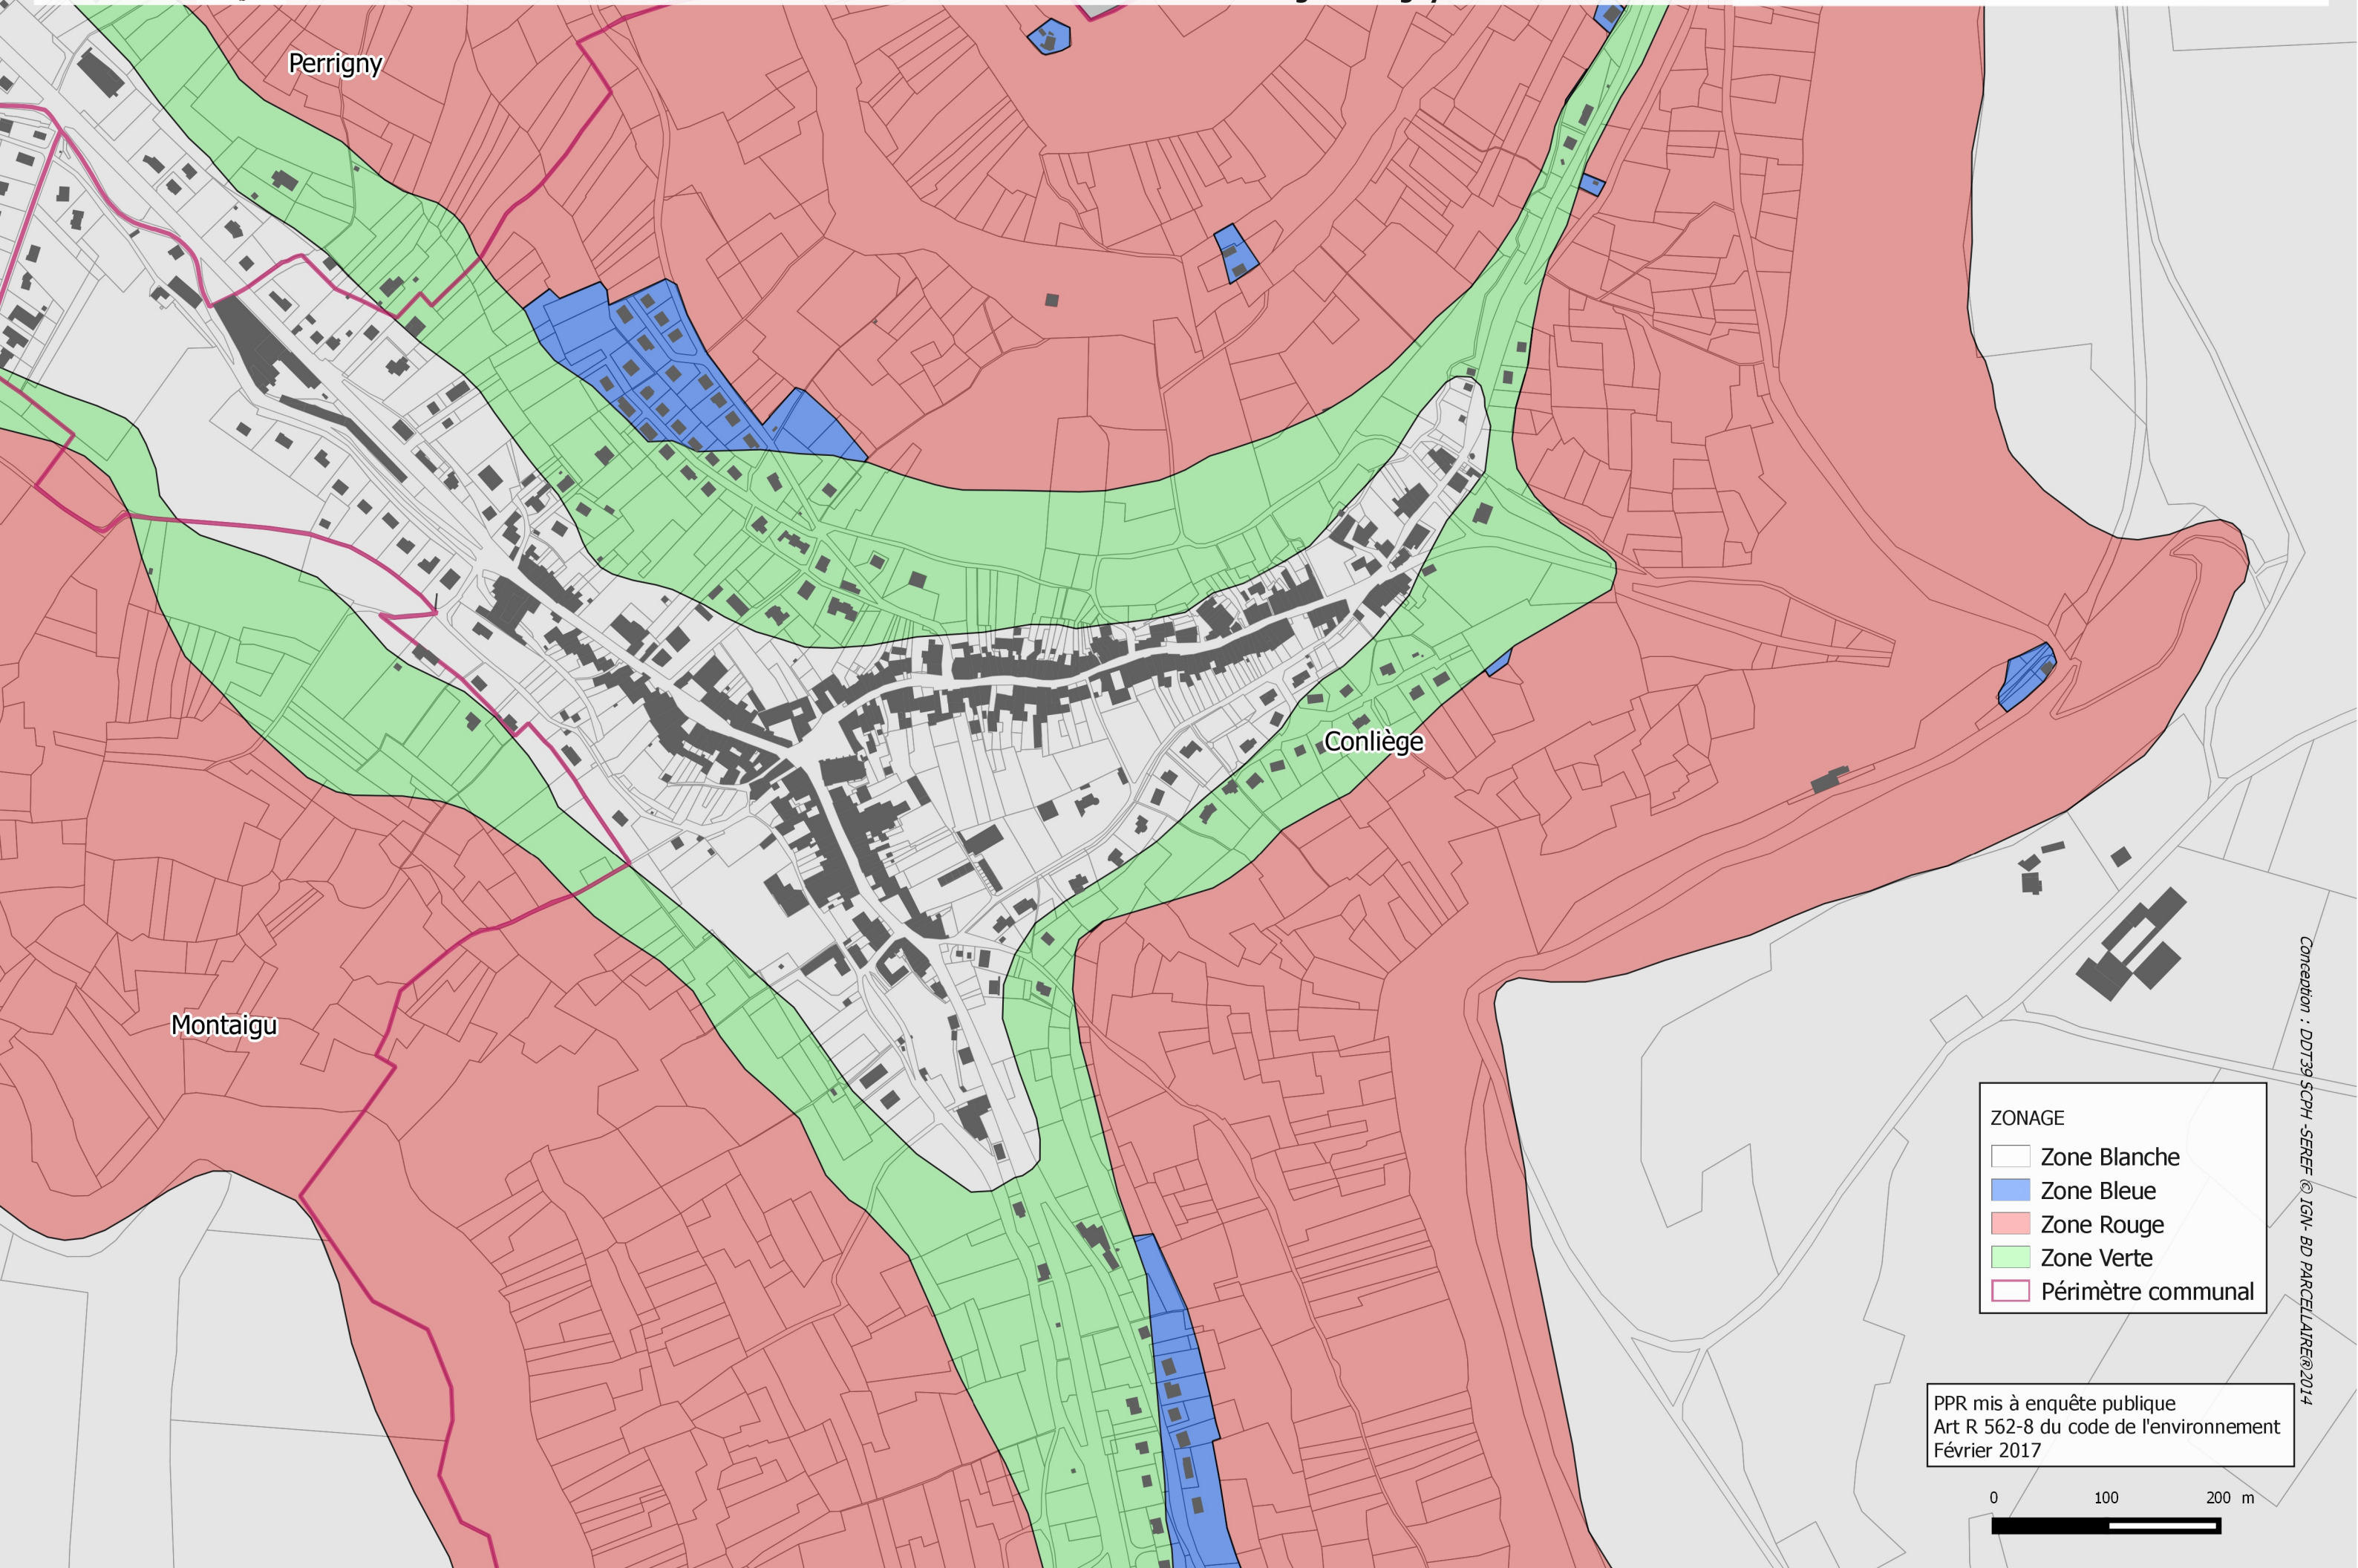 Perrigny
Conliège
Montaigu
Conception : DDT39 SCPH -SEREF © IGN- BD PARCELAIRE®2014
ZONAGE
Zone Blanche
Zone Bleue
Zone Rouge
Zone Verte
Périmètre communal
PPR mis à enquête publique
Art R 562-8 du code de l'environnement
Février 2017
0 100 200 m